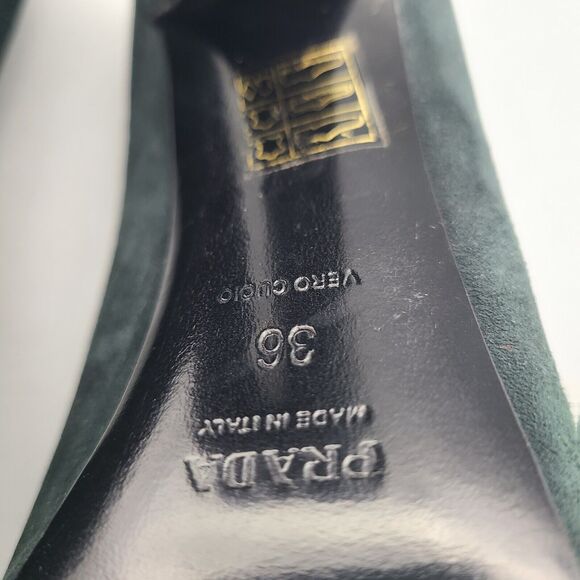 PRADA
MADE IN ITALY
36
VERO CUOIO